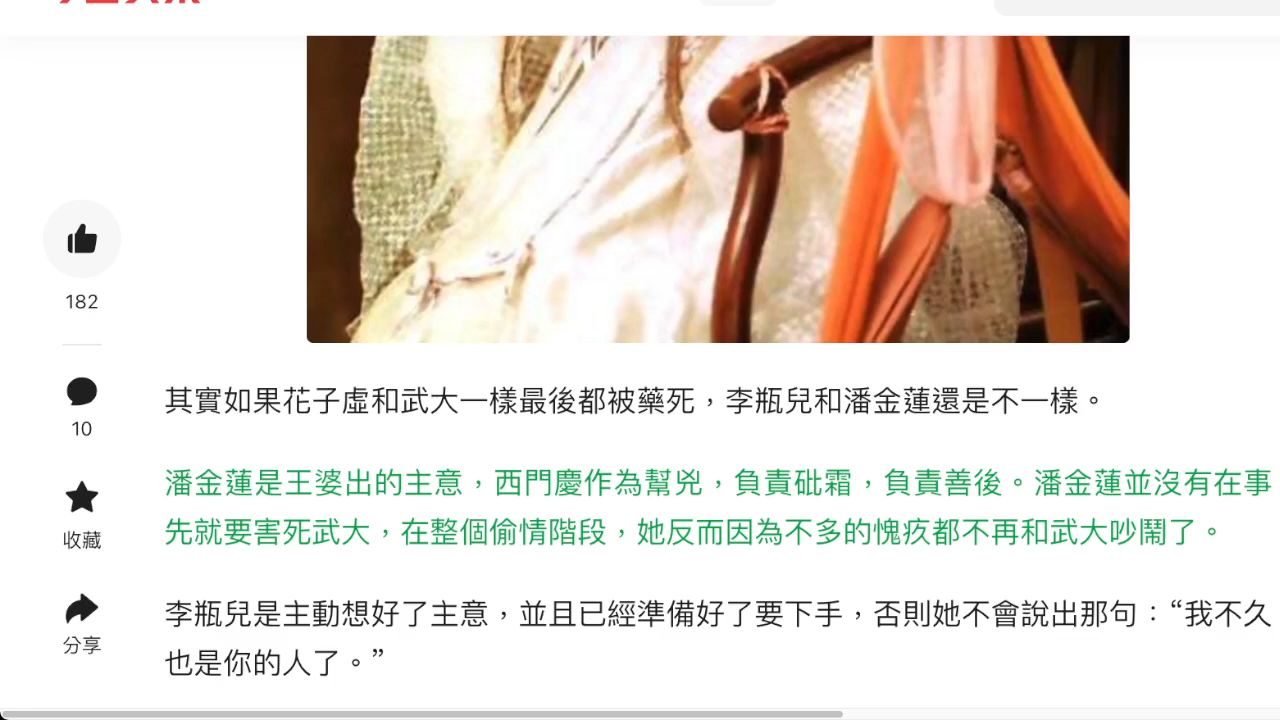 182
10
收藏
分享
其實如果花子虛和武大一樣最後都被藥死，李瓶兒和潘金蓮還是不一樣。
潘金蓮是王婆出的主意，西門慶作為幫兇，負責砒霜，負責善後。潘金蓮並沒有在事
先就要害死武大，在整個偷情階段，她反而因為不多的愧疚都不再和武大吵鬧了。
李瓶兒是主動想好了主意，並且已經準備好了要下手，否則她不會說出那句：“我不久
也是你的人了。”